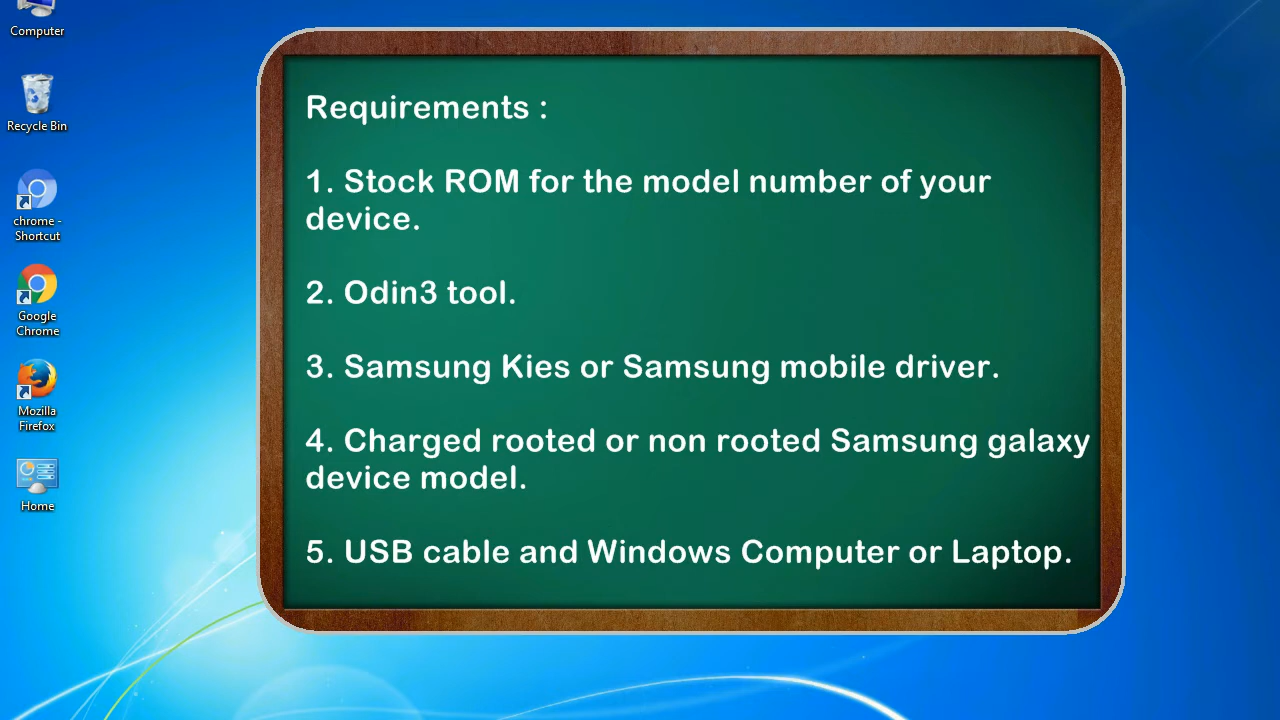 Computer
Recycle Bin
chrome -
Shortcut
Google
Chrome
Mozilla
Firefox
Home
Requirements :
1. Stock ROM for the model number of your
device.
2. Odin3 tool.
3. Samsung Kies or Samsung mobile driver.
4. Charged rooted or non rooted Samsung galaxy
device model.
5. USB cable and Windows Computer or Laptop.